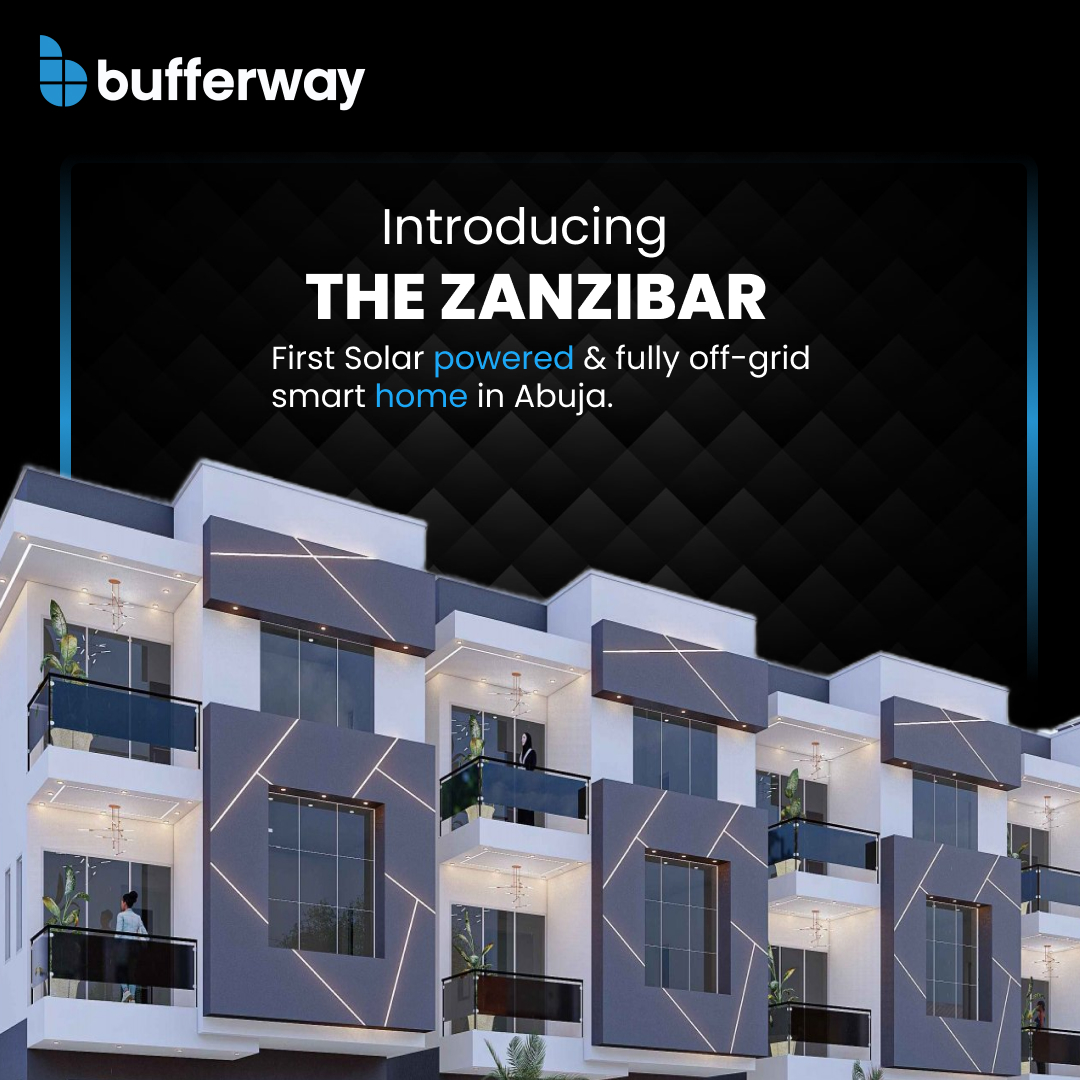 bufferway
Introducing
THE ZANZIBAR
First Solar powered & fully off-grid
smart home in Abuja.